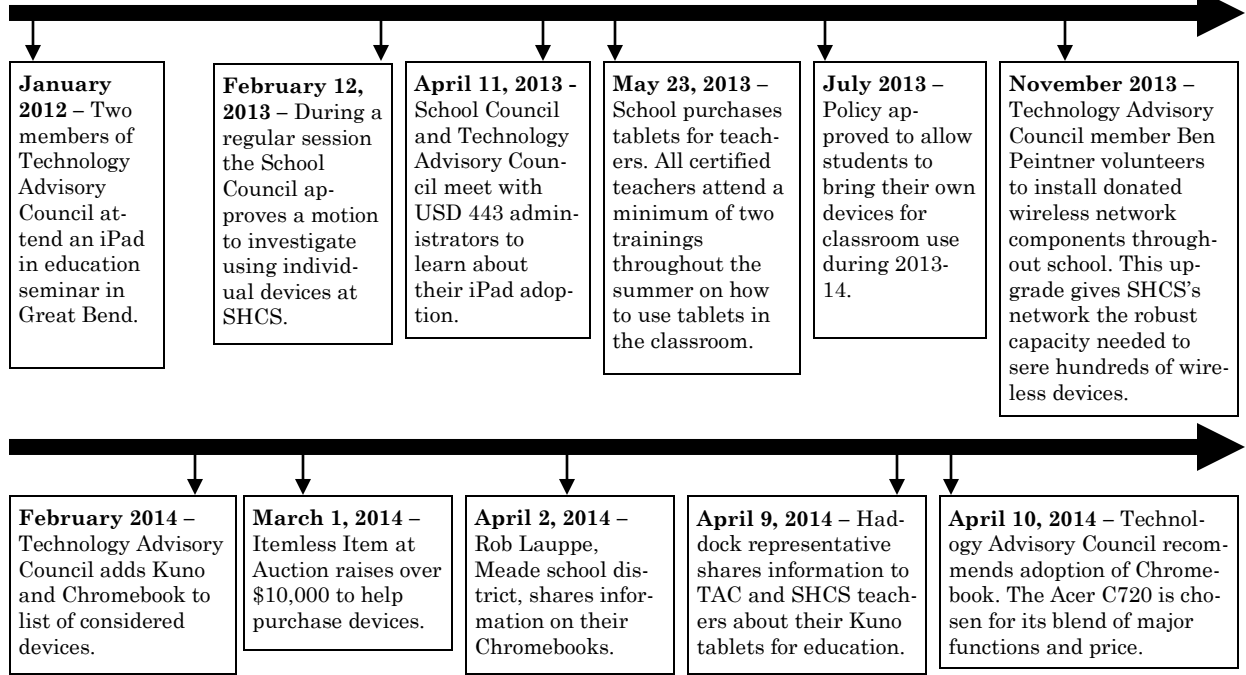 January
2012 – Two
members of
Technology
Advisory
Council at-
tend an iPad
in education
seminar in
Great Bend.
February 12,
2013 – During a
regular session
the School
Council ap-
proves a motion
to investigate
using individ-
ual devices at
SHCS.
April 11, 2013 -
School Council
and Technology
Advisory Coun-
cil meet with
USD 443 admin-
istrators to
learn about
their iPad adop-
tion.
May 23, 2013 –
School purchases
tablets for teach-
ers. All certified
teachers attend a
minimum of two
trainings
throughout the
summer on how
to use tablets in
the classroom.
July 2013 –
Policy ap-
proved to allow
students to
bring their own
devices for
classroom use
during 2013-
14.
November 2013 –
Technology Advisory
Council member Ben
Peintner volunteers
to install donated
wireless network
components through-
out school. This up-
grade gives SHCS's
network the robust
capacity needed to
sere hundreds of wire-
less devices.
February 2014 –
Technology Advisory
Council adds Kuno
and Chromebook to
list of considered
devices.
March 1, 2014 –
Itemless Item at
Auction raises over
$10,000 to help
purchase devices.
April 2, 2014 –
Rob Lauppe,
Meade school dis-
trict, shares infor-
mation on their
Chromebooks.
April 9, 2014 – Had-
dock representative
shares information to
TAC and SHCS teach-
ers about their Kuno
tablets for education.
April 10, 2014 – Technol-
ogy Advisory Council recom-
mends adoption of Chrome-
book. The Acer C720 is cho-
sen for its blend of major
functions and price.